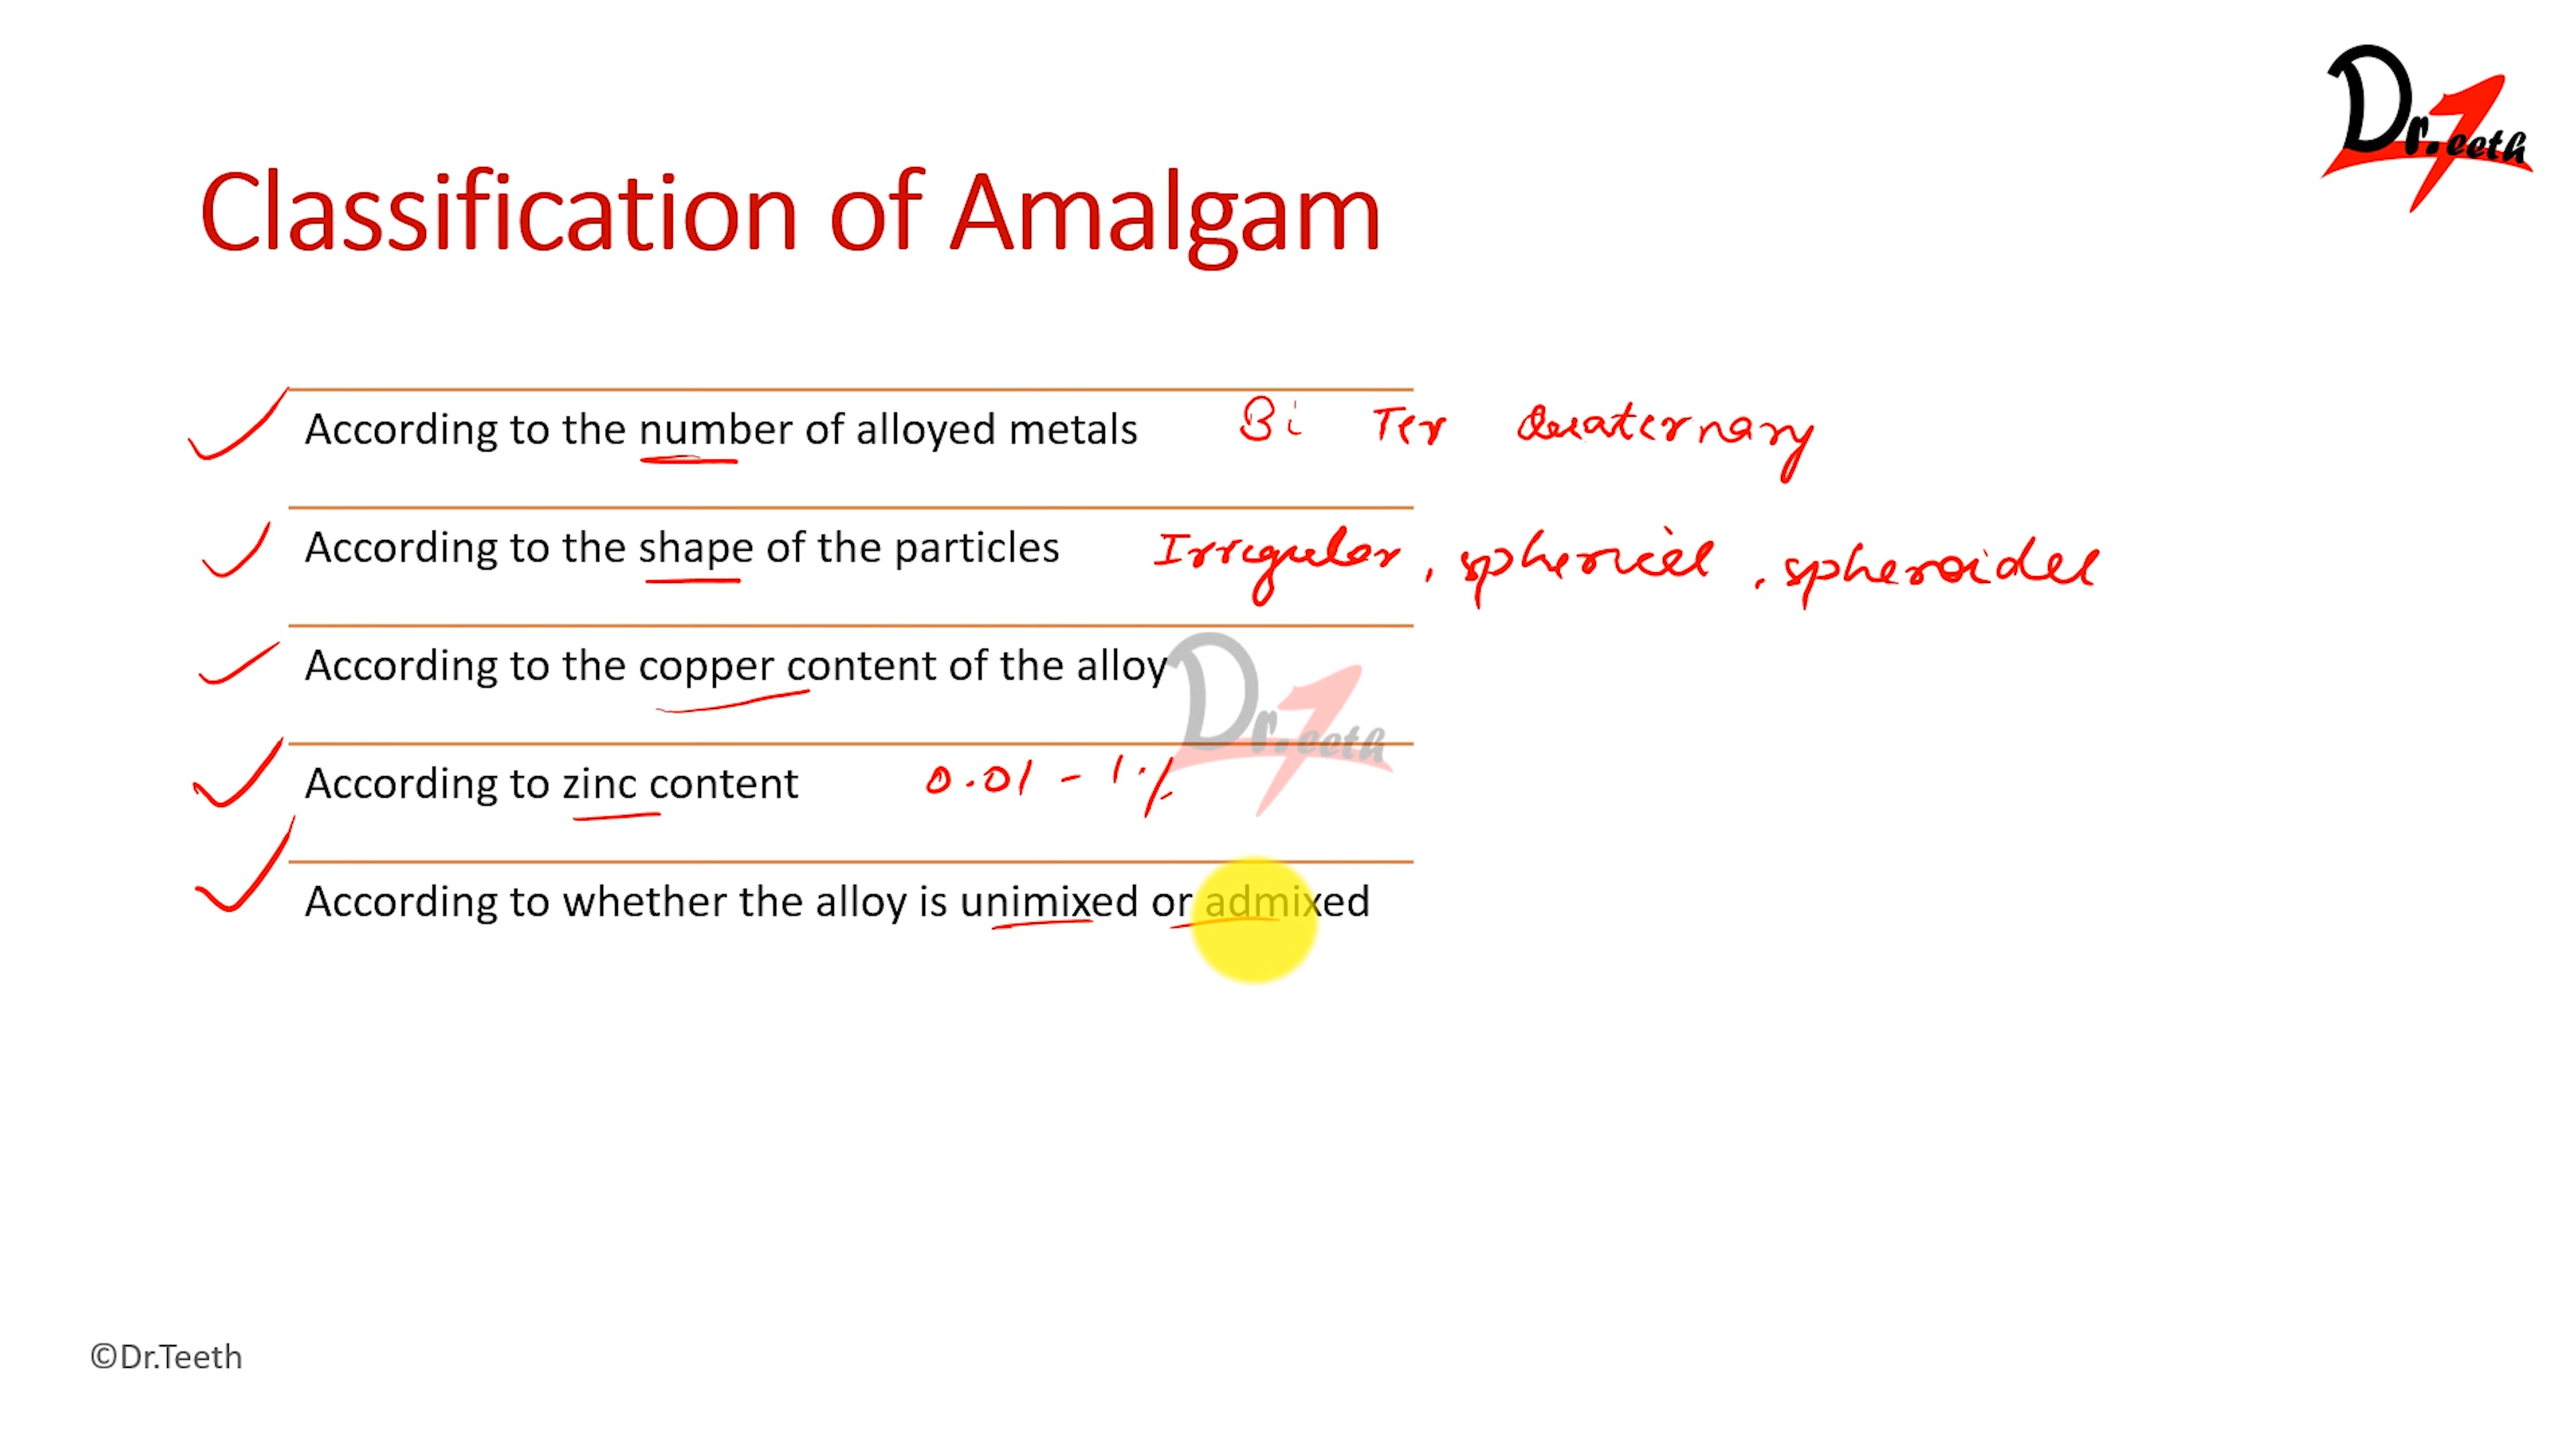 Dr.Teeth
Classification of Amalgam
According to the number of alloyed metals Bi Ter Quaternary
According to the shape of the particles Irregular, spherical, spheroidal
According to the copper content of the alloy
Dr.Teeth
According to zinc content 0.01 - 1%
According to whether the alloy is unimixed or admixed
©Dr.Teeth